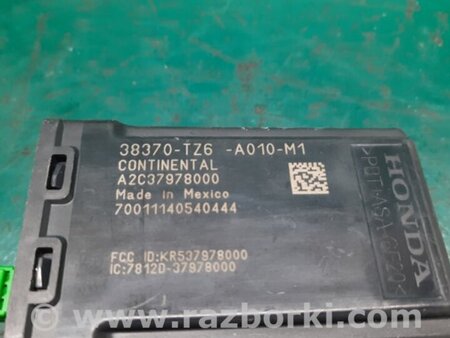 38370-TZ6 -A010-M1
CONTINENTAL
A2C37978000
Made in Mexico
70011140540444
FCC ID:KR537978000
IC:7812D-37978000
HONDA
www.razborki.com